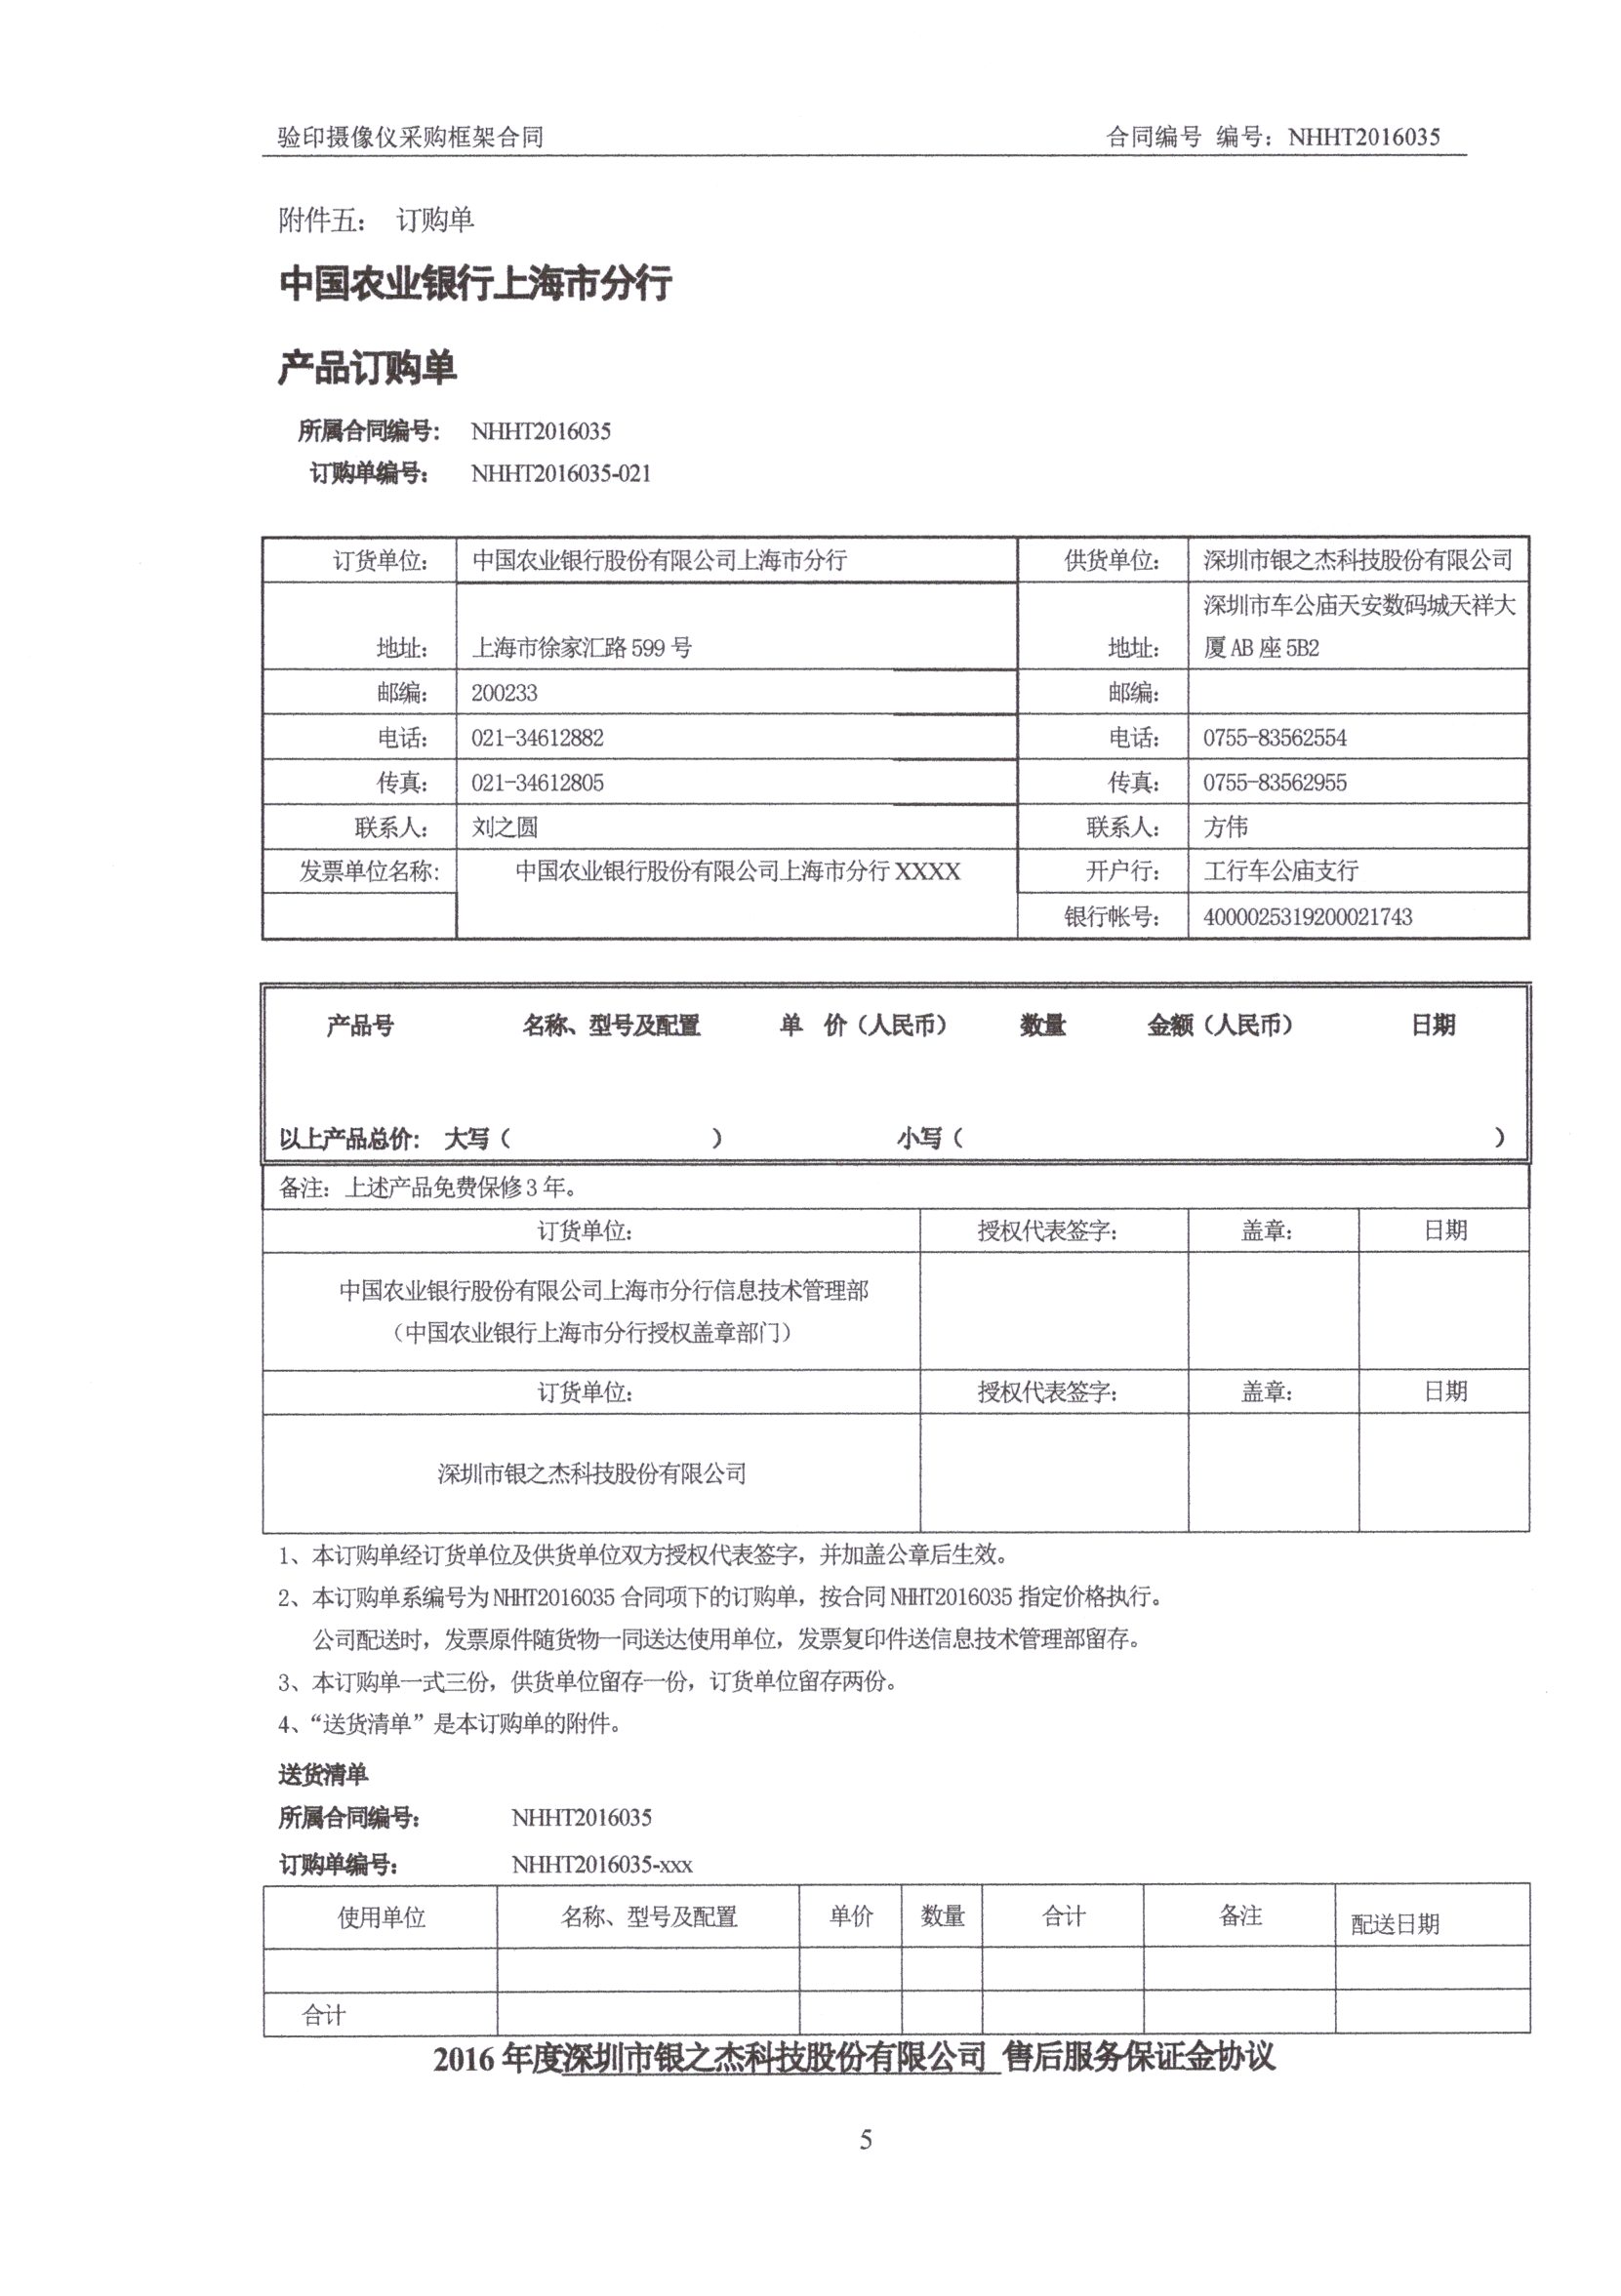 验印摄像仪采购框架合同 合同编号 编号：NHHT2016035
附件五： 订购单
中国农业银行上海市分行
产品订购单
所属合同编号： NHHT2016035
订购单编号： NHHT2016035-021
订货单位： 中国农业银行股份有限公司上海市分行 供货单位： 深圳市银之杰科技股份有限公司
深圳市车公庙天安数码城天祥大
地址： 上海市徐家汇路 599 号 地址： 厦 AB 座 5B2
邮编： 200233 邮编：
电话： 021-34612882 电话： 0755-83562554
传真： 021-34612805 传真： 0755-83562955
联系人： 刘之圆 联系人： 方伟
发票单位名称： 中国农业银行股份有限公司上海市分行 XXXX 开户行： 工行车公庙支行
银行帐号： 4000025319200021743
产品号 名称、型号及配置 单 价（人民币） 数量 金额（人民币） 日期
以上产品总价： 大写（ ） 小写（ ）
备注：上述产品免费保修 3 年。
订货单位： 授权代表签字： 盖章： 日期
中国农业银行股份有限公司上海市分行信息技术管理部
（中国农业银行上海市分行授权盖章部门）
订货单位： 授权代表签字： 盖章： 日期
深圳市银之杰科技股份有限公司
1、本订购单经订货单位及供货单位双方授权代表签字，并加盖公章后生效。
2、本订购单系编号为 NHHT2016035 合同项下的订购单，按合同 NHHT2016035 指定价格执行。
公司配送时，发票原件随货物一同送达使用单位，发票复印件送信息技术管理部留存。
3、本订购单一式三份，供货单位留存一份，订货单位留存两份。
4、“送货清单”是本订购单的附件。
送货清单
所属合同编号： NHHT2016035
订购单编号： NHHT2016035-xxx
使用单位 名称、型号及配置 单价 数量 合计 备注 配送日期
合计
2016 年度深圳市银之杰科技股份有限公司 售后服务保证金协议
5